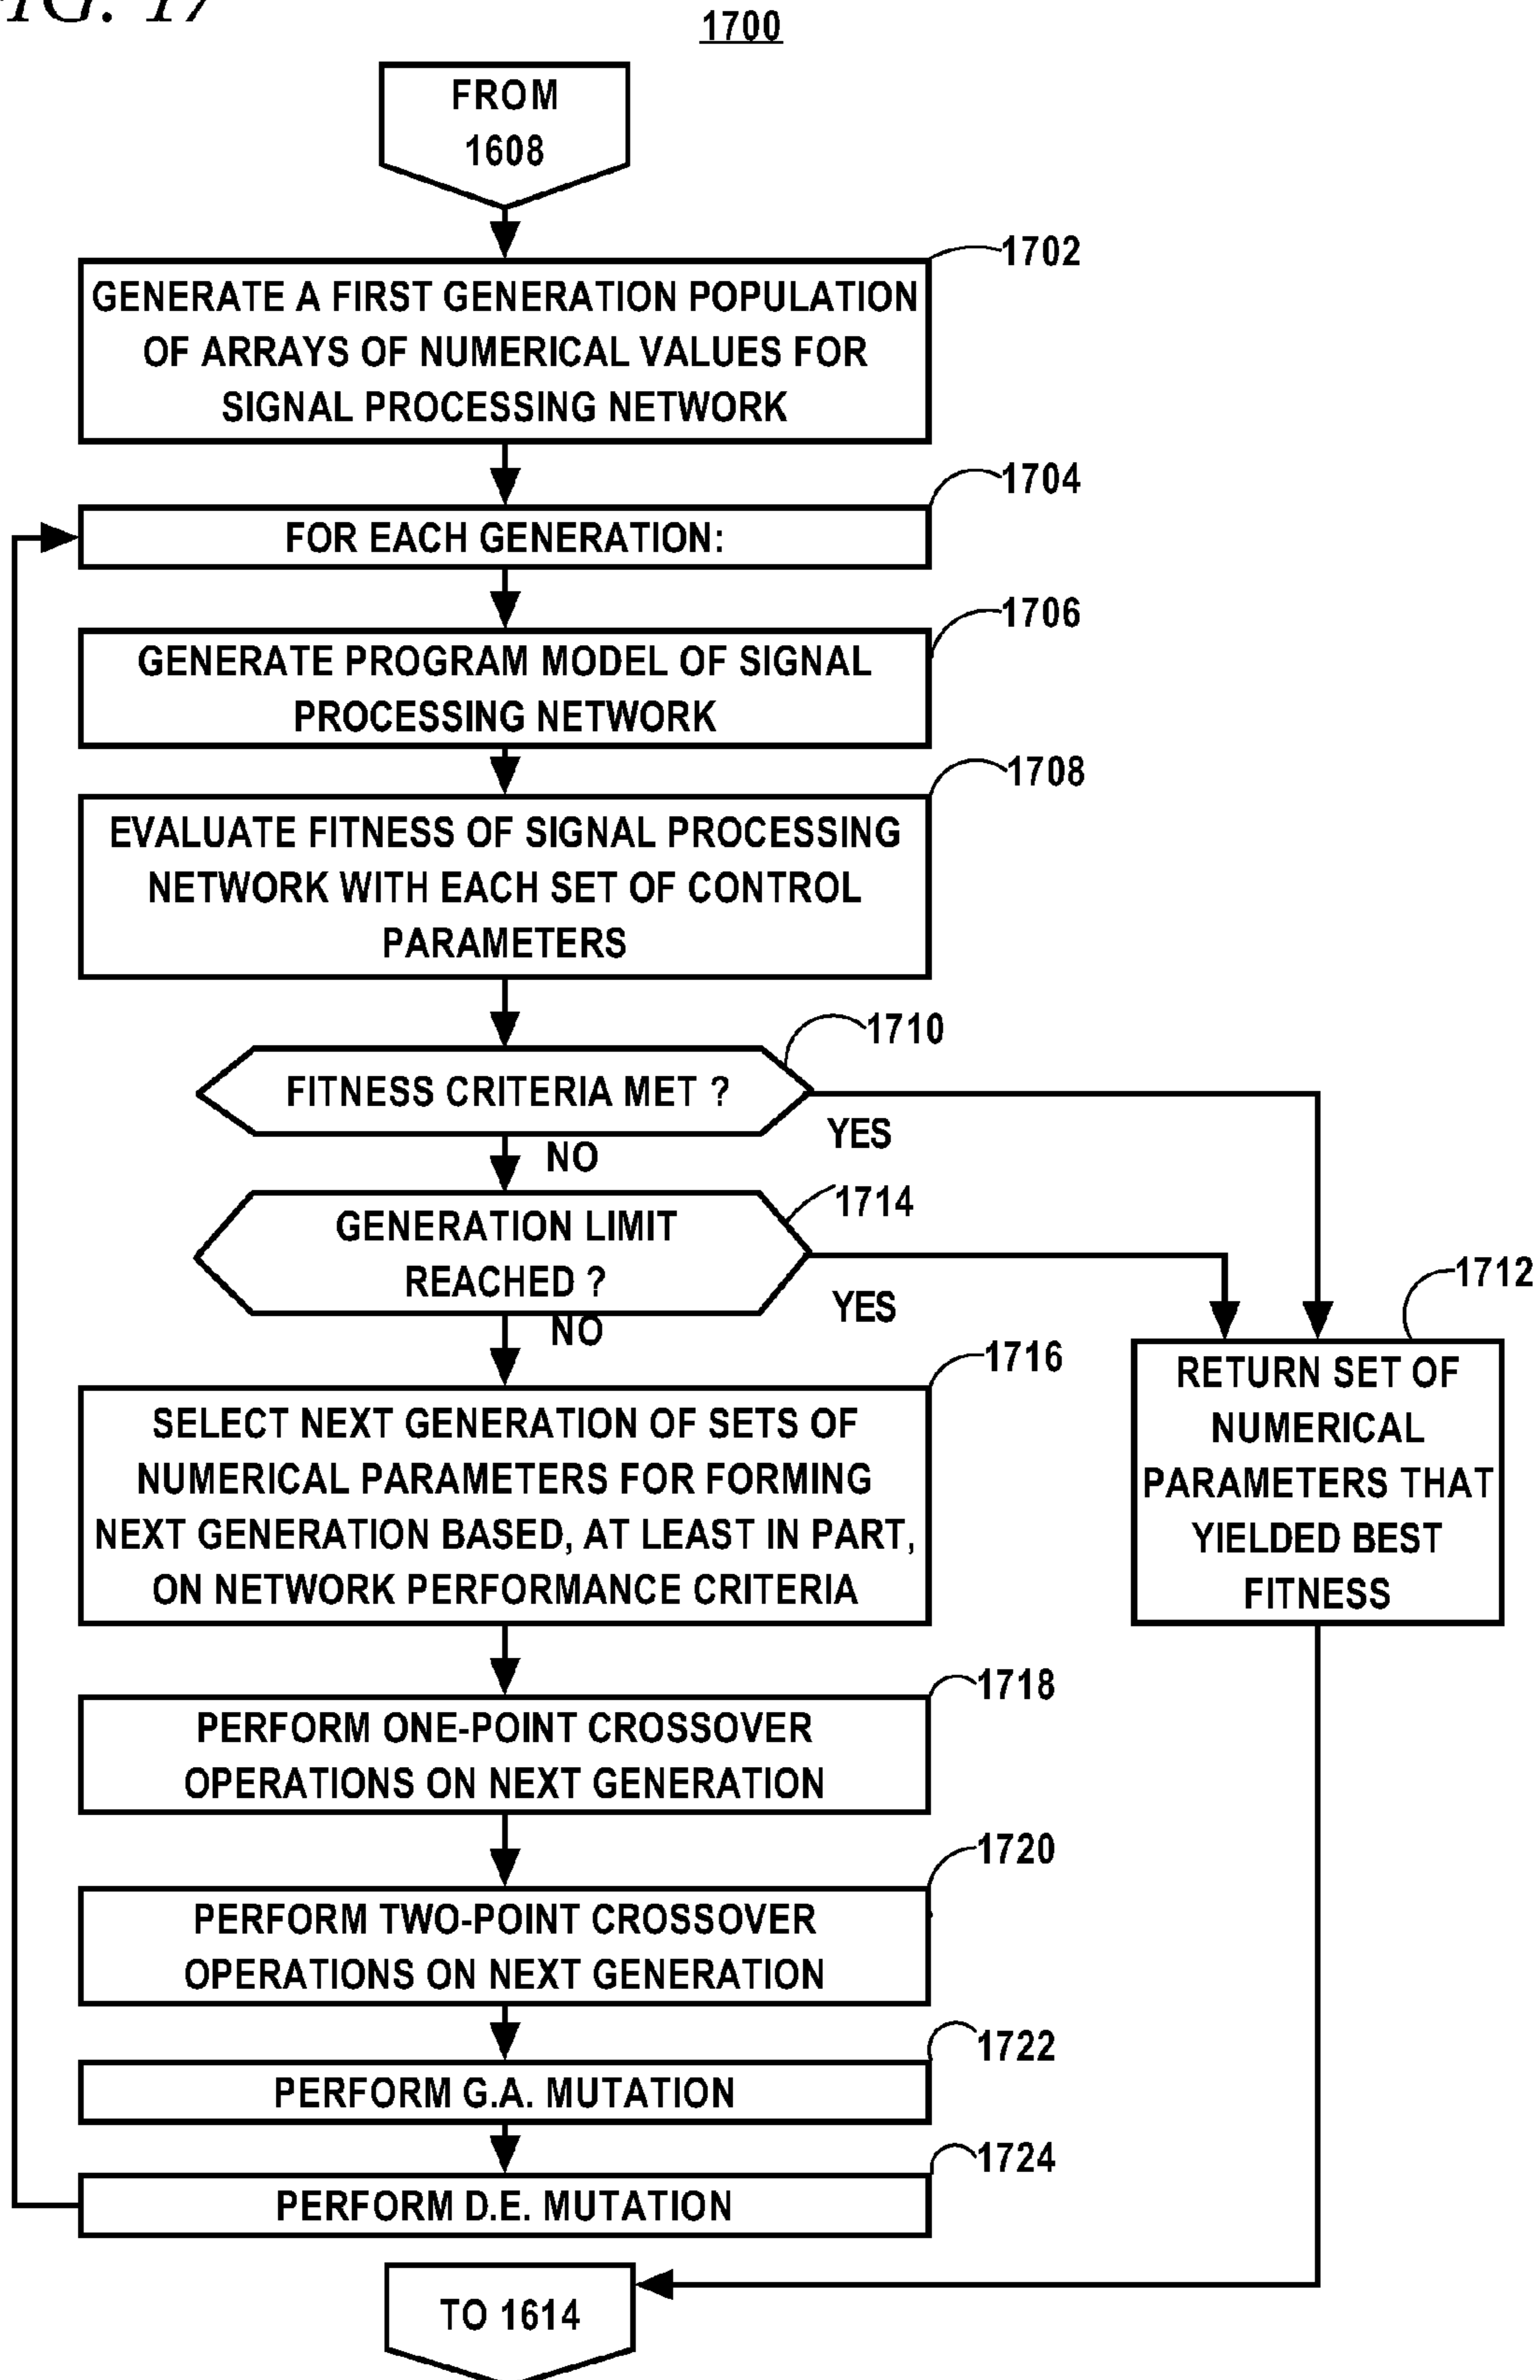 FIG. 17
1700
FROM
1608
1702
GENERATE A FIRST GENERATION POPULATION
OF ARRAYS OF NUMERICAL VALUES FOR
SIGNAL PROCESSING NETWORK
1704
FOR EACH GENERATION:
1706
GENERATE PROGRAM MODEL OF SIGNAL
PROCESSING NETWORK
1708
EVALUATE FITNESS OF SIGNAL PROCESSING
NETWORK WITH EACH SET OF CONTROL
PARAMETERS
1710
FITNESS CRITERIA MET ?
YES
NO
1714
GENERATION LIMIT
REACHED ?
YES
NO
1712
RETURN SET OF
NUMERICAL
PARAMETERS THAT
YIELDED BEST
FITNESS
1716
SELECT NEXT GENERATION OF SETS OF
NUMERICAL PARAMETERS FOR FORMING
NEXT GENERATION BASED, AT LEAST IN PART,
ON NETWORK PERFORMANCE CRITERIA
1718
PERFORM ONE-POINT CROSSOVER
OPERATIONS ON NEXT GENERATION
1720
PERFORM TWO-POINT CROSSOVER
OPERATIONS ON NEXT GENERATION
1722
PERFORM G.A. MUTATION
1724
PERFORM D.E. MUTATION
TO 1614